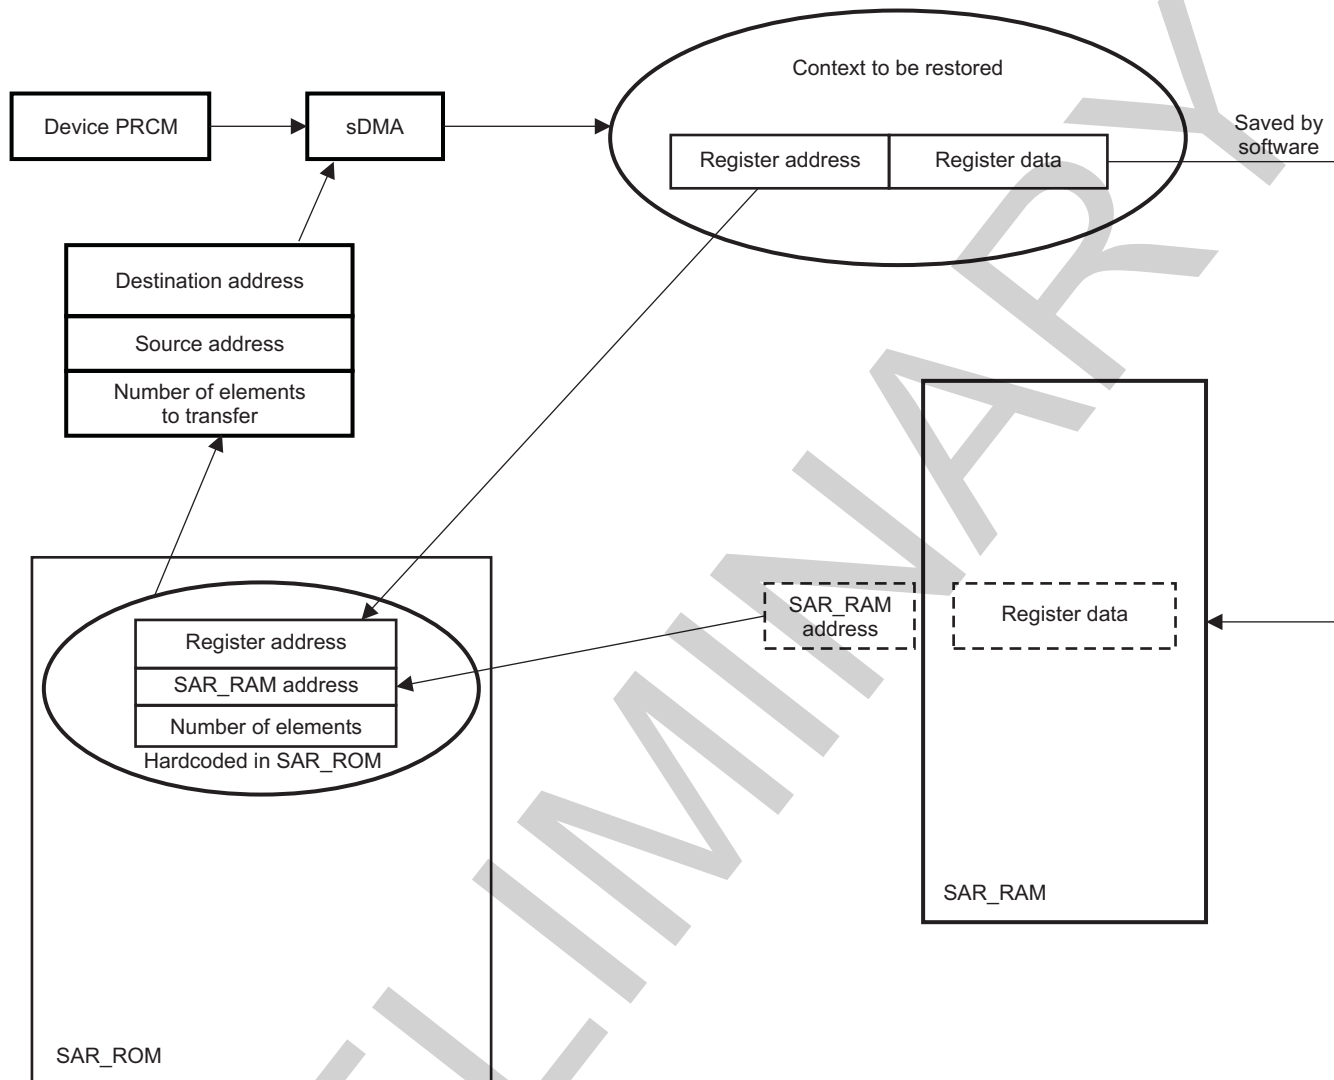 Context to be restored
Device PRCM
sDMA
Register address
Register data
Saved by
software
Destination address
Source address
Number of elements
to transfer
SAR_RAM
address
Register data
Register address
SAR_RAM address
Number of elements
Hardcoded in SAR_ROM
SAR_RAM
SAR_ROM
ELIMINARY